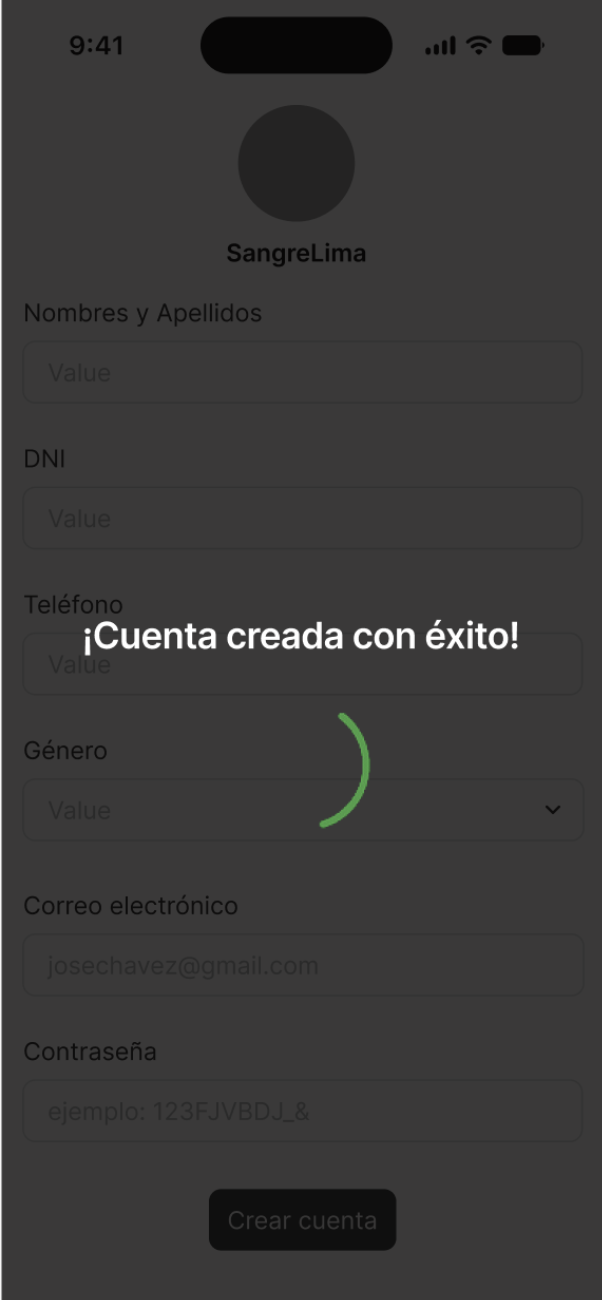 9:41
SangreLima
Nombres y Apellidos
Value
DNI
Value
Teléfono
¡Cuenta creada con éxito!
Value
Género
Value
Correo electrónico
josechavez@gmail.com
Contraseña
ejemplo: 123FJVBDJ_&
Crear cuenta